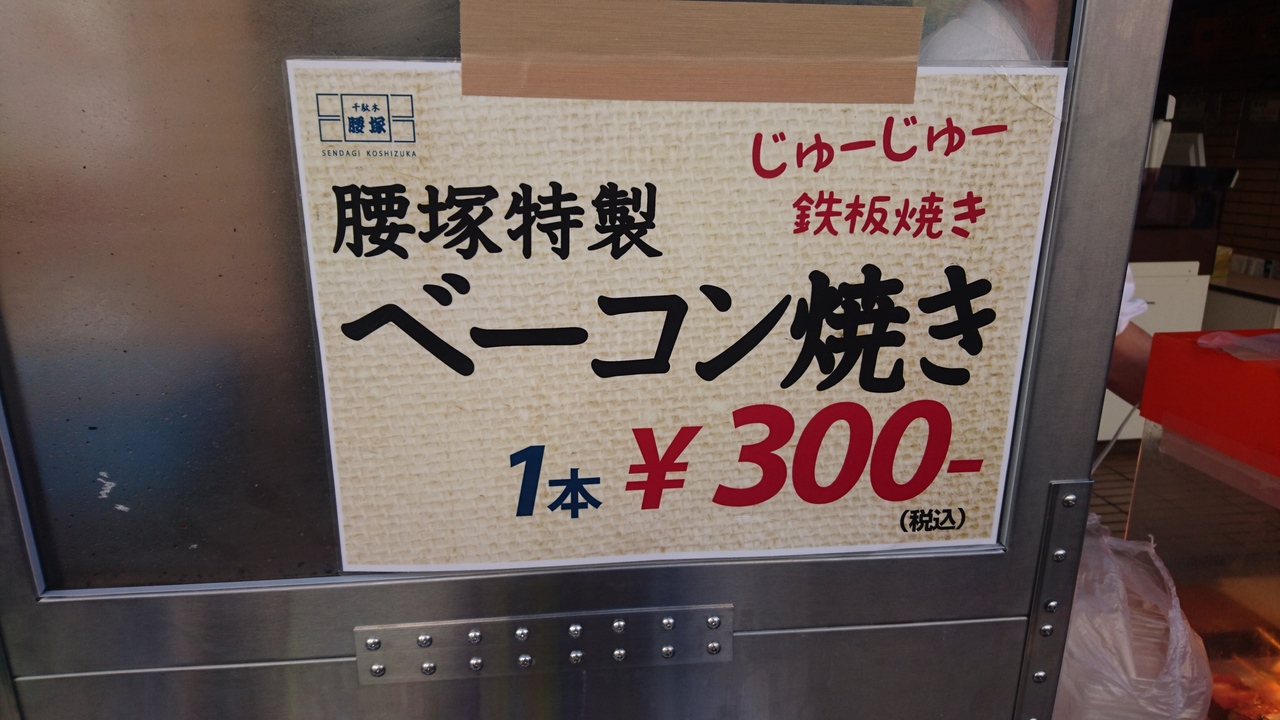 千駄木
腰塚
SENDAGI KOSHIZUKA
じゅーじゅー
鉄板焼き
腰塚特製
ベーコン焼き
1本 ¥300-
(税込)